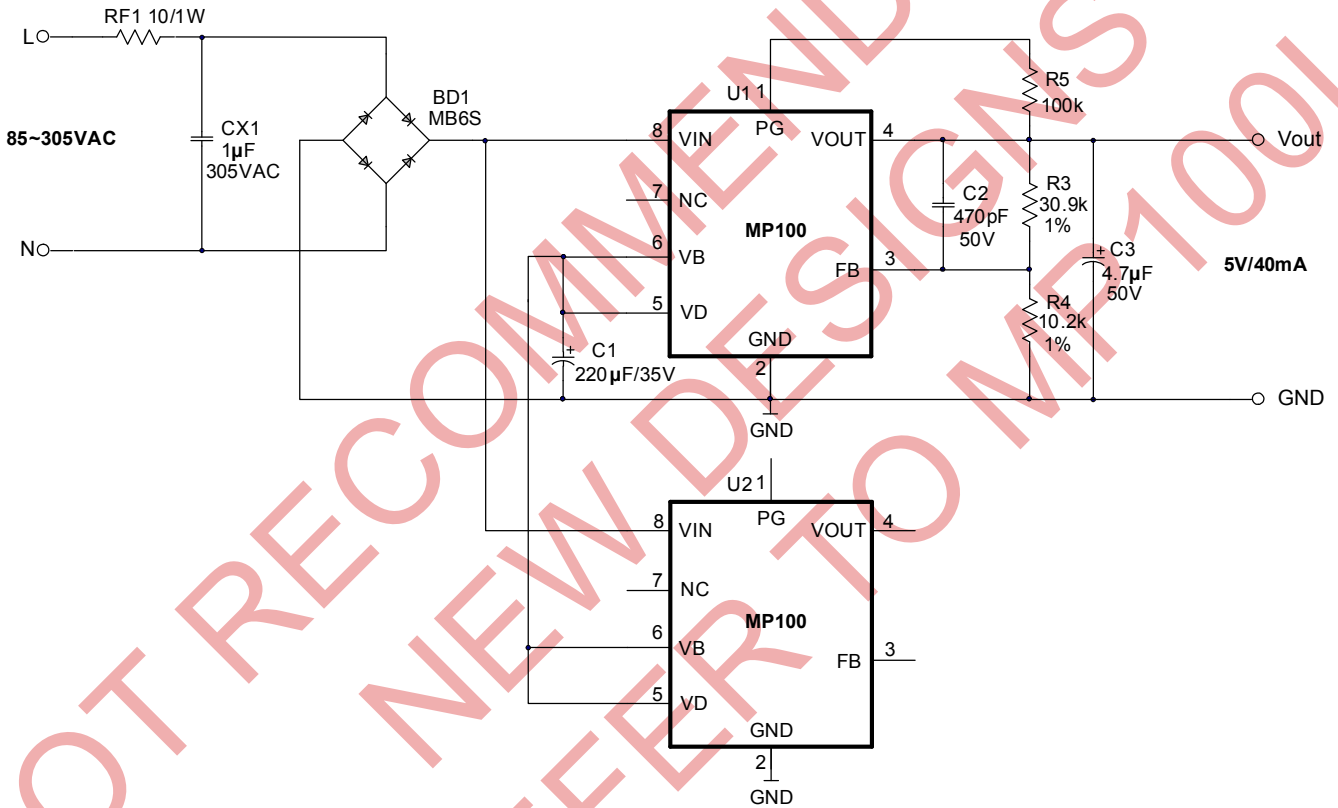 RF1 10/1W
L
85~305VAC
CX1
1µF
305VAC
N
BD1
MB6S
U1 1
PG
8 VIN
VOUT 4
7 NC
MP100
6 VB
FB 3
5 VD
GND
2
GND
C1
+
220µF/35V
C2
470pF
50V
R5
100k
R3
30.9k
1%
R4
10.2k
1%
+
C3
4.7µF
50V
Vout
5V/40mA
GND
U2 1
PG
8 VIN
VOUT 4
7 NC
MP100
6 VB
FB 3
5 VD
GND
2
GND
OT RECOMMEND
NEW DESIGNS
EFER TO MP100L